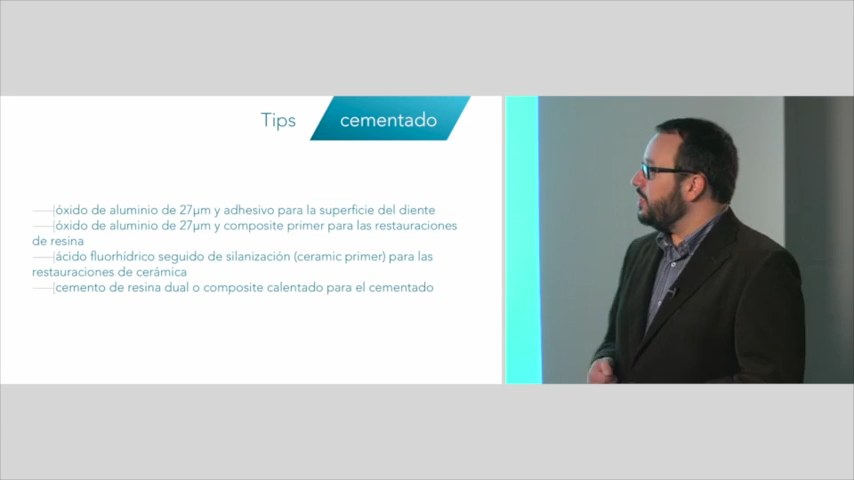 Tips cementado
óxido de aluminio de 27µm y adhesivo para la superficie del diente
óxido de aluminio de 27µm y composite primer para las restauraciones
de resina
ácido fluorhídrico seguido de silanización (ceramic primer) para las
restauraciones de cerámica
cemento de resina dual o composite calentado para el cementado